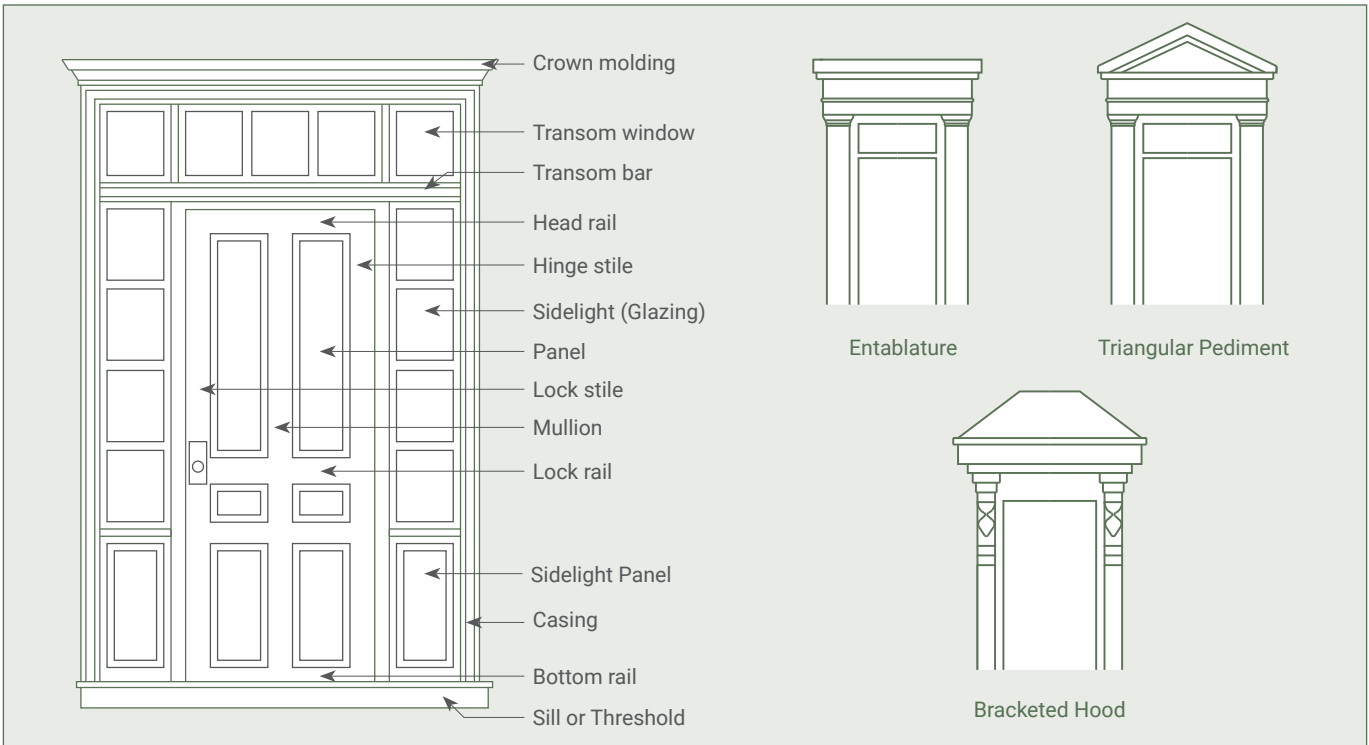 Crown molding
Transom window
Transom bar
Head rail
Hinge stile
Sidelight (Glazing)
Panel
Lock stile
Mullion
Lock rail
Sidelight Panel
Casing
Bottom rail
Sill or Threshold
Entablature
Triangular Pediment
Bracketed Hood